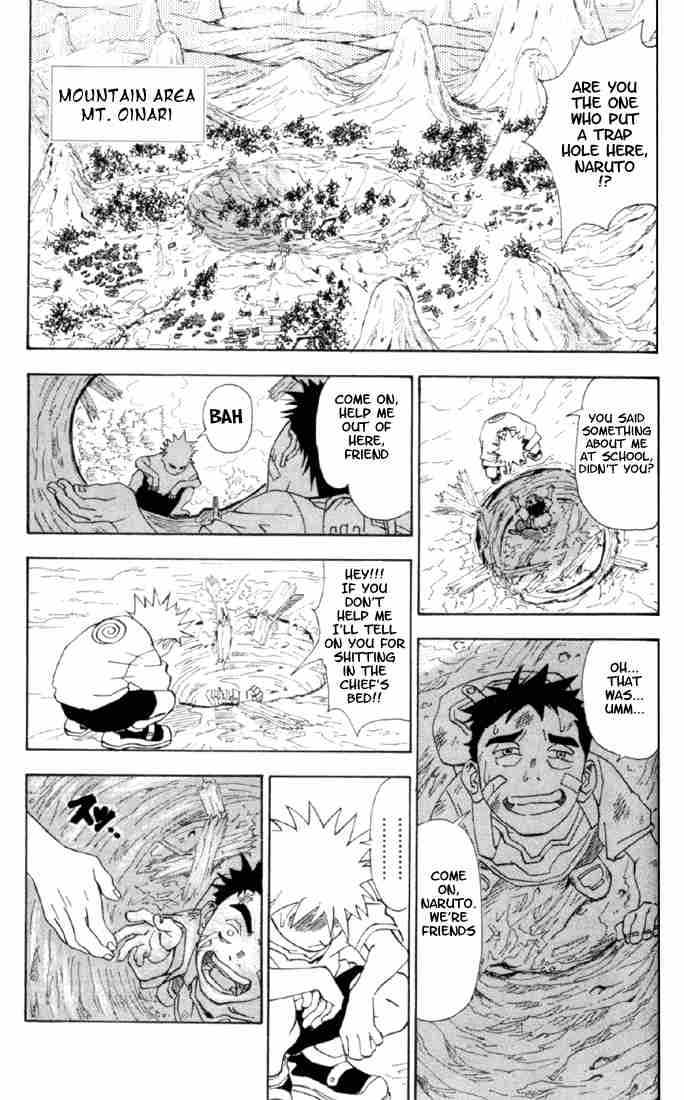 MOUNTAIN AREA
MT. OINARI
ARE YOU
THE ONE
WHO PUT
A TRAP
HOLE HERE,
NARUTO
!?
YOU SAID
SOMETHING
ABOUT ME
AT SCHOOL,
DIDN'T YOU?
COME ON,
HELP ME
OUT OF
HERE,
FRIEND
BAH
OH...
THAT
WAS...
UMM...
COME
ON,
NARUTO.
WE'RE
FRIENDS
HEY!!!
IF YOU
DON'T
HELP ME
I'LL TELL
ON YOU FOR
SHITTING
IN THE
CHIEF'S
BED!!
.........
スッ..